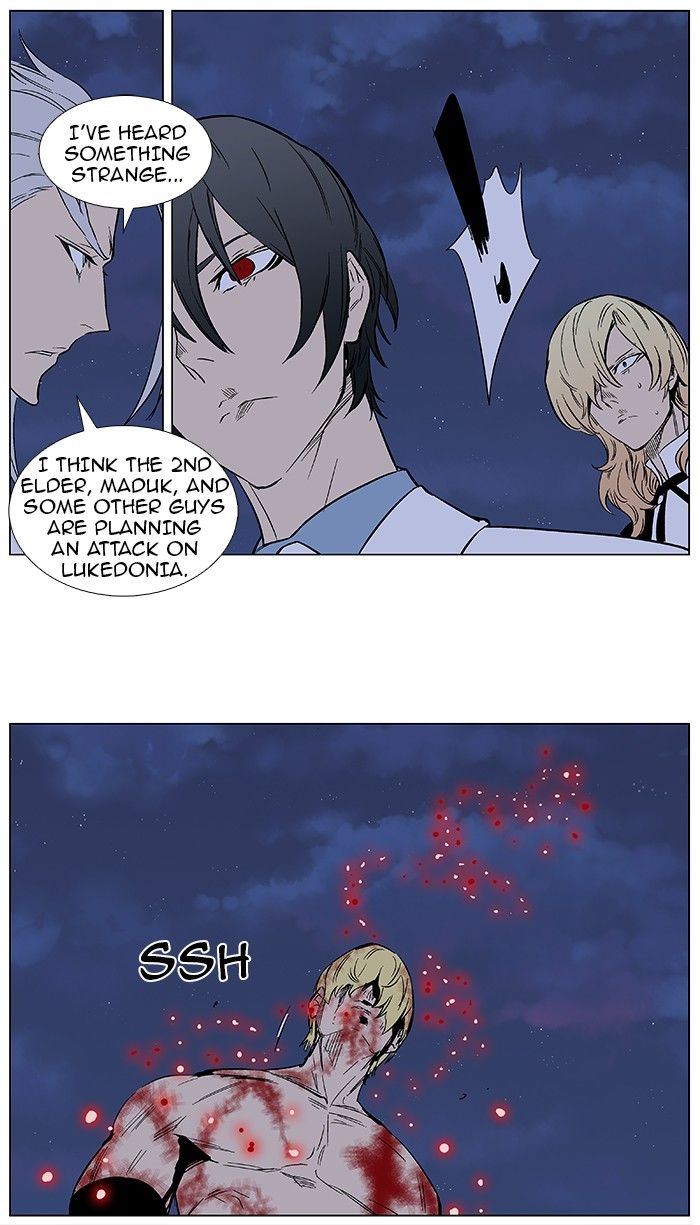 I'VE HEARD
SOMETHING
STRANGE...
I THINK THE 2ND
ELDER, MADUK, AND
SOME OTHER GUYS
ARE PLANNING
AN ATTACK ON
LUKEDONIA.
SSH